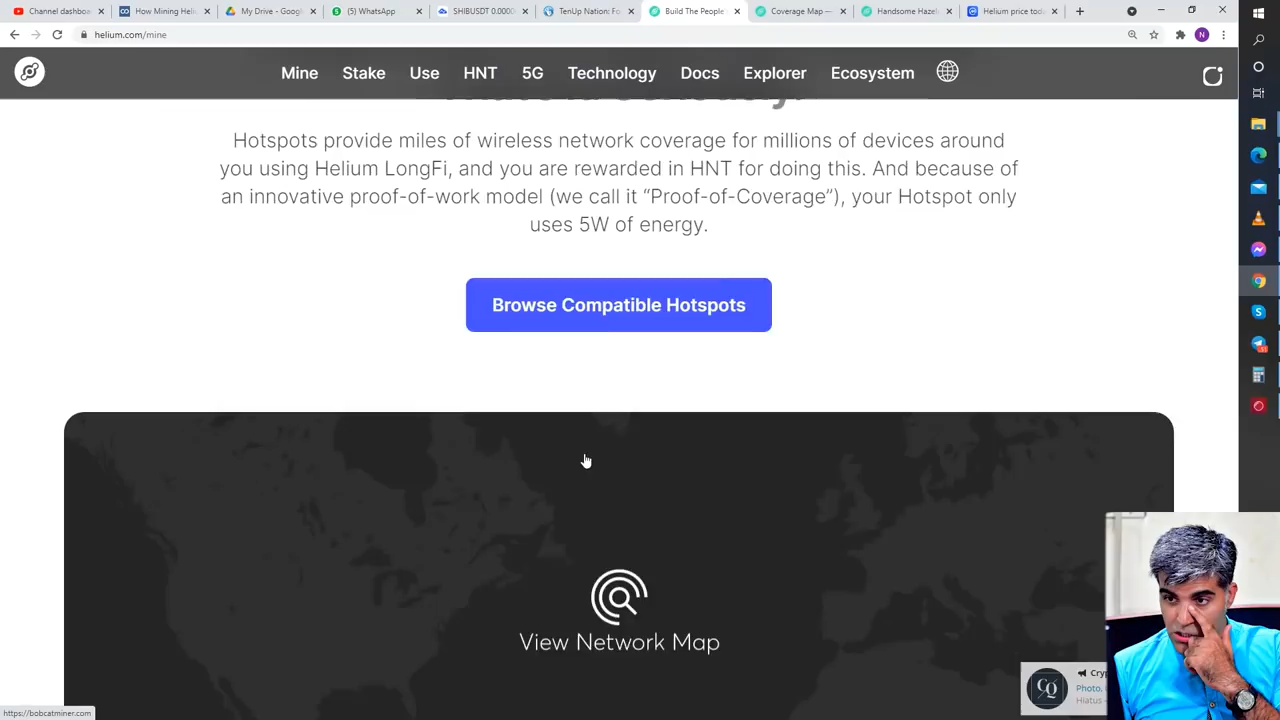 Channel dashbo
How Mining Heli
My Drive - Googl
(5) WhatsApp
SHIBUSDT 0.0000
TenUp Nation: Fo
Build The People
Coverage Map —
Handsome Hazel
Helium price tod
helium.com/mine
N
Mine
Stake
Use
HNT
5G
Technology
Docs
Explorer
Ecosystem
Hotspots provide miles of wireless network coverage for millions of devices around
you using Helium LongFi, and you are rewarded in HNT for doing this. And because of
an innovative proof-of-work model (we call it “Proof-of-Coverage”), your Hotspot only
uses 5W of energy.
Browse Compatible Hotspots
View Network Map
Cryp
Photo,
Hiatus
https://bobcatminer.com